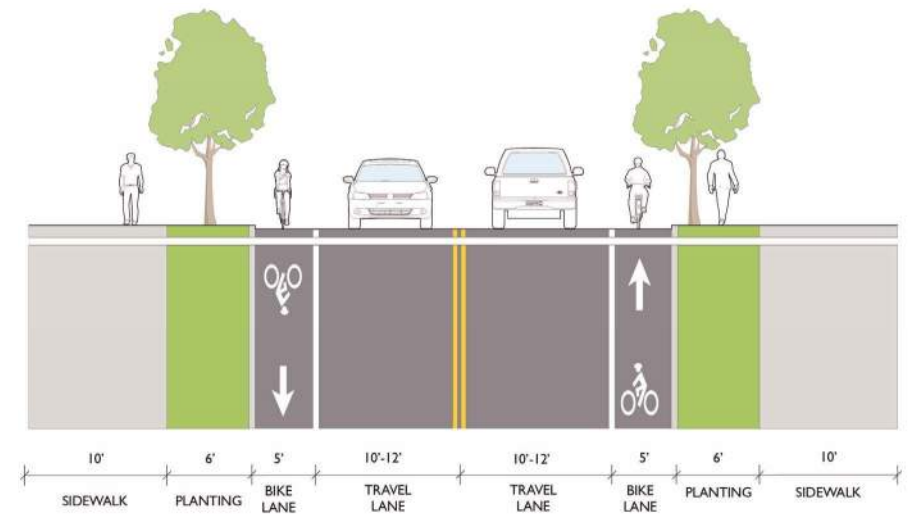 10' 6' 5' 10'-12' 10'-12' 5' 6' 10'
SIDEWALK PLANTING BIKE LANE TRAVEL LANE TRAVEL LANE BIKE LANE PLANTING SIDEWALK